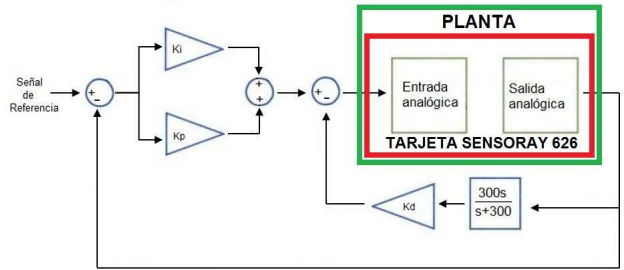 PLANTA
Señal
de
Referencia
+
-
Ki
Kp
+
+
+
-
Entrada
analógica
Salida
analógica
TARJETA SENSORAY 626
Kd
300s
s+300